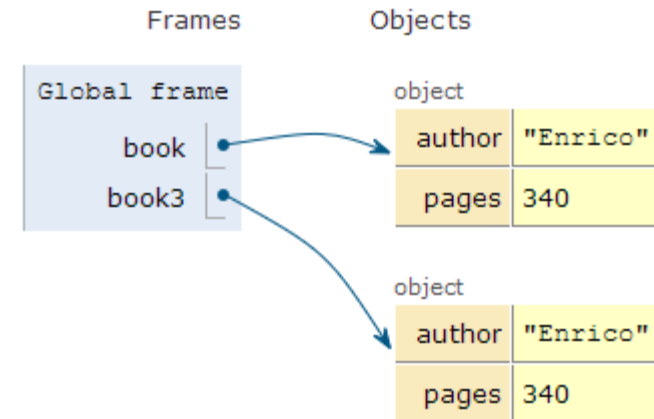 Frames Objects
Global frame
book
book3
object
author "Enrico"
pages 340
object
author "Enrico"
pages 340